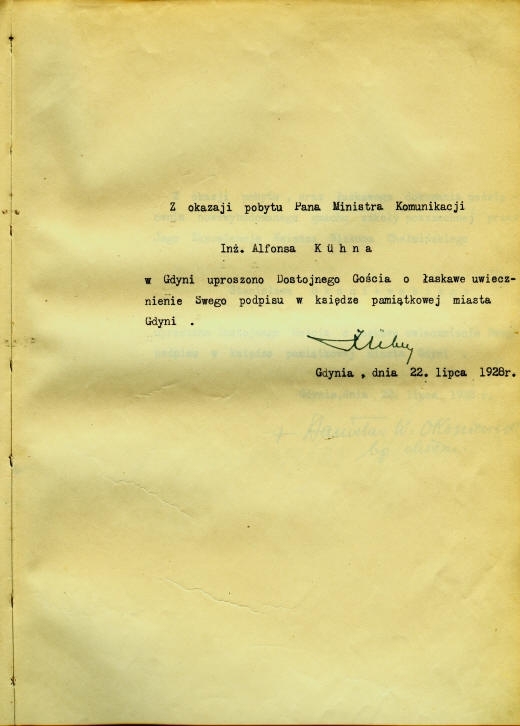 Z okazaji pobytu Pana Ministra Komunikacji
Inż. Alfonsa K ü h n a
w Gdyni uproszono Dostojnego Gościa o łaskawe uwiecz-
nienie Swego podpisu w księdze pamiątkowej miasta
Gdyni .
Gdynia , dnia 22. lipca 1928r.